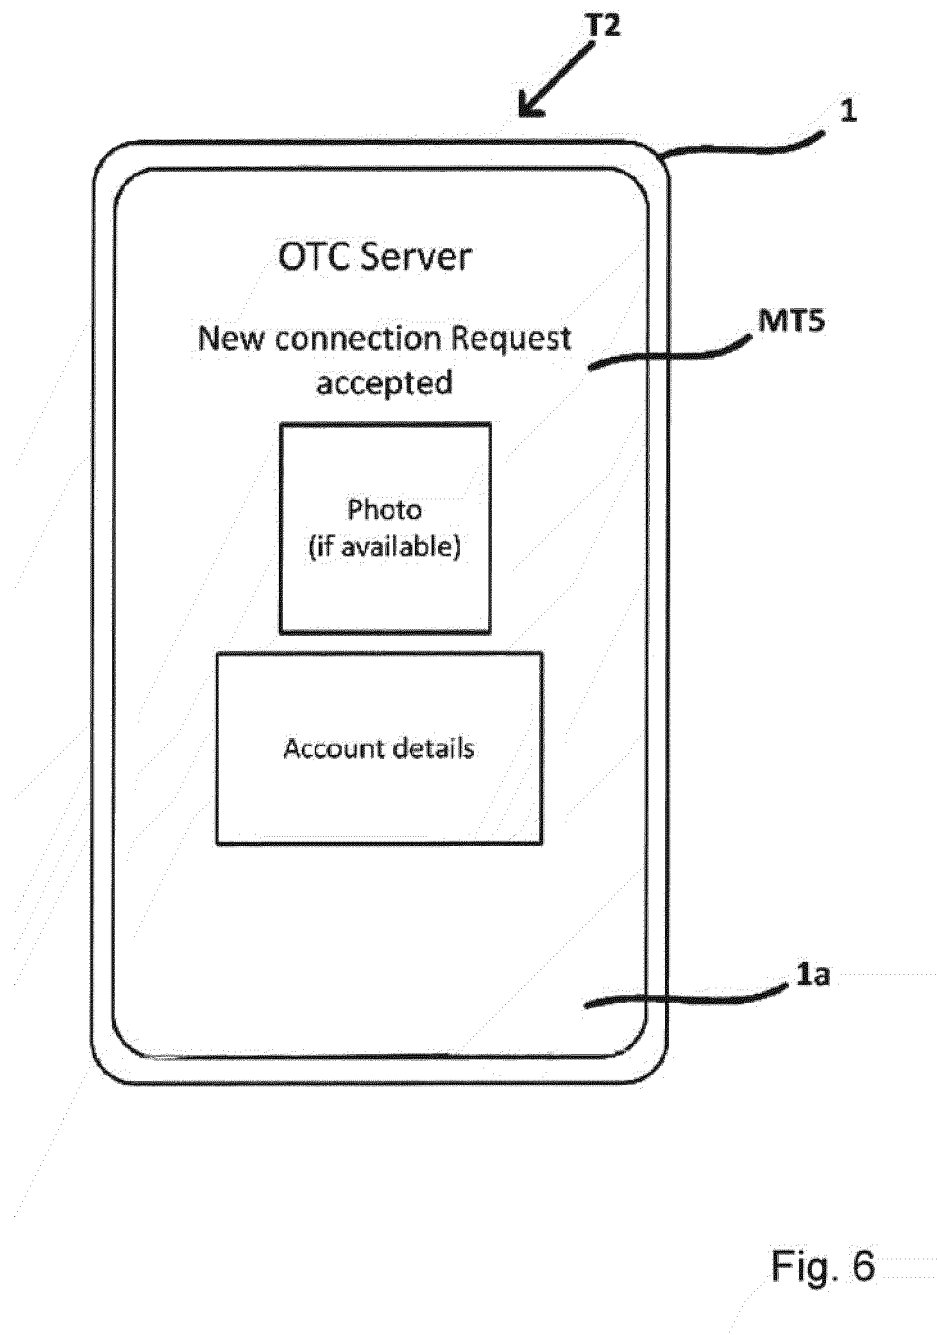 T2
1
OTC Server
New connection Request
accepted
MT5
Photo
(if available)
Account details
1a
Fig. 6